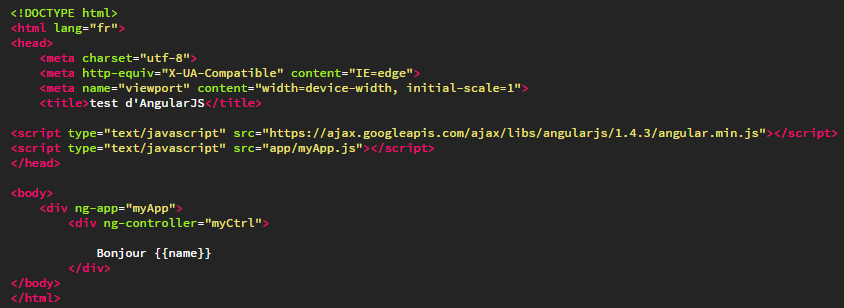 <!DOCTYPE html>
<html lang="fr">
<head>
    <meta charset="utf-8">
    <meta http-equiv="X-UA-Compatible" content="IE=edge">
    <meta name="viewport" content="width=device-width, initial-scale=1">
    <title>test d'AngularJS</title>

<script type="text/javascript" src="https://ajax.googleapis.com/ajax/libs/angularjs/1.4.3/angular.min.js"></script>
<script type="text/javascript" src="app/myApp.js"></script>
</head>

<body>
    <div ng-app="myApp">
        <div ng-controller="myCtrl">

            Bonjour {{name}}
        </div>
</body>
</html>